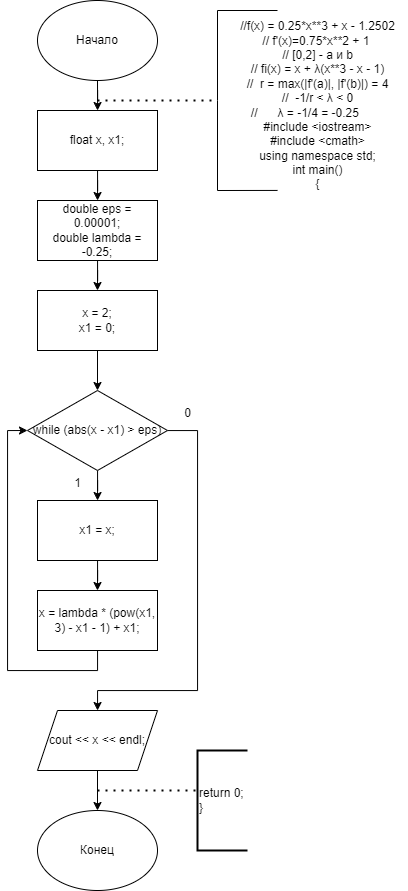 Начало
//f(x) = 0.25*x**3 + x - 1.2502
// f'(x)=0.75*x**2 + 1
// [0,2] - a и b
// fi(x) = x + λ(x**3 - x - 1)
// r = max(|f'(a)|, |f'(b)|) = 4
// -1/r < λ < 0
// λ = -1/4 = -0.25
#include <iostream>
#include <cmath>
using namespace std;
int main()
{
float x, x1;
double eps =
0.00001;
double lambda =
-0.25;
x = 2;
x1 = 0;
while (abs(x - x1) > eps)
0
1
x1 = x;
x = lambda * (pow(x1,
3) - x1 - 1) + x1;
cout << x << endl;
return 0;
}
Конец